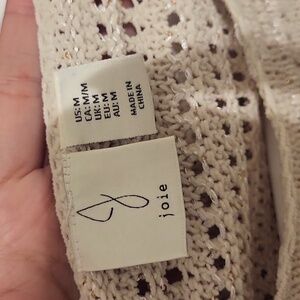 US: M
CA: M/M
UK: M
EU: M
AU: M
MADE IN
CHINA
joie